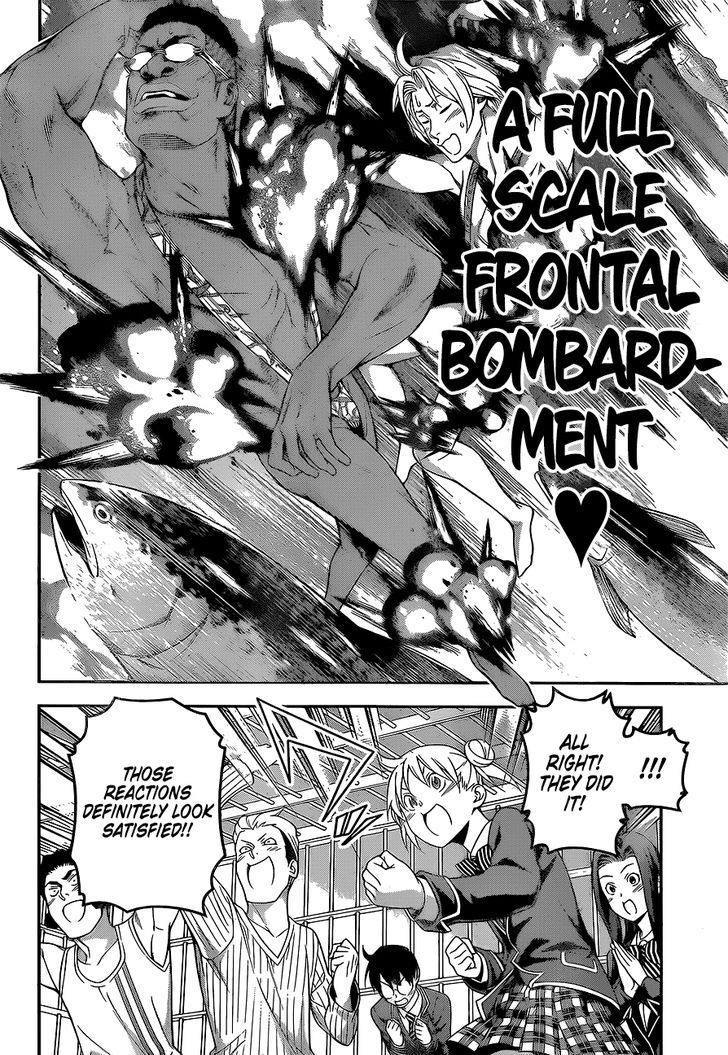 A FULL
SCALE
FRONTAL
BOMBARD-
MENT
♥
!!!
ALL
RIGHT!
THEY DID
IT!
THOSE
REACTIONS
DEFINITELY LOOK
SATISFIED!!